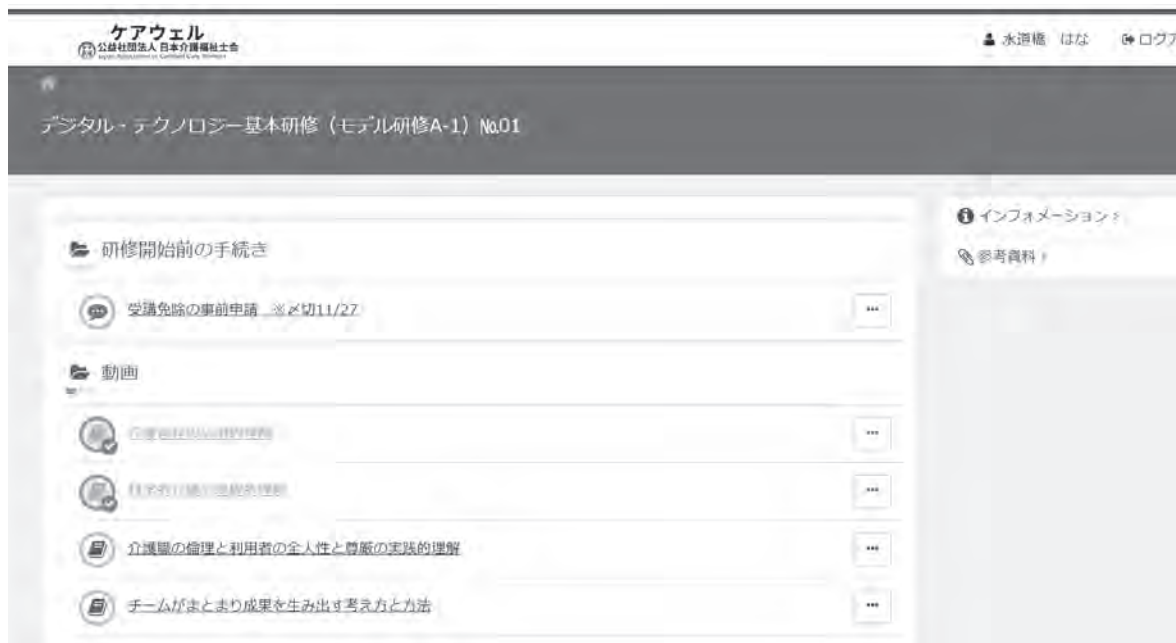 ケアウェル
公益社団法人 日本介護福祉士会
水道橋 はな
ログア
デジタル・テクノロジー基本研修（モデル研修A-1）№01
インフォメーション
参考資料
研修開始前の手続き
受講免除の事前申請 ※〆切11/27
動画
介護職の倫理と利用者の全人性と尊厳の実践的理解
チームがまとまり成果を生み出す考え方と方法